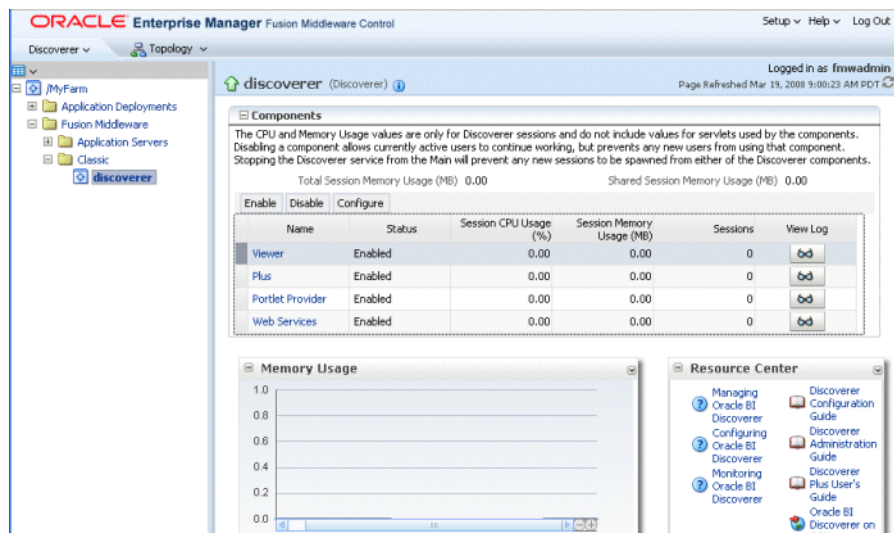 ORACLE Enterprise Manager Fusion Middleware Control
Setup Help Log Out
Discoverer Topology
Logged in as fmwadmin
Page Refreshed Mar 19, 2008 9:00:23 AM PDT
/MyFarm
Application Deployments
Fusion Middleware
Application Servers
Classic
discoverer
discoverer (Discoverer)
Components
The CPU and Memory Usage values are only for Discoverer sessions and do not include values for servlets used by the components.
Disabling a component allows currently active users to continue working, but prevents any new users from using that component.
Stopping the Discoverer service from the Main will prevent any new sessions to be spawned from either of the Discoverer components.
Total Session Memory Usage (MB) 0.00 Shared Session Memory Usage (MB) 0.00
Enable Disable Configure
Name Status Session CPU Usage (%) Session Memory Usage (MB) Sessions View Log
Viewer Enabled 0.00 0.00 0
Plus Enabled 0.00 0.00 0
Portlet Provider Enabled 0.00 0.00 0
Web Services Enabled 0.00 0.00 0
Memory Usage
1.0
0.8
0.6
0.4
0.2
0.0
Resource Center
Managing
Oracle BI
Discoverer
Configuring
Oracle BI
Discoverer
Monitoring
Oracle BI
Discoverer
Discoverer
Configuration
Guide
Discoverer
Administration
Guide
Discoverer
Plus User's
Guide
Oracle BI
Discoverer on